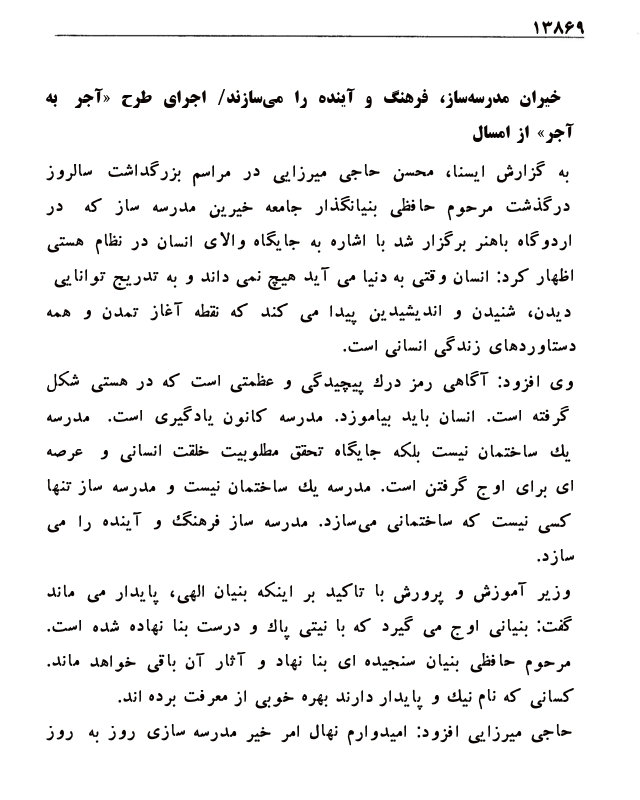 ۱۳۸۶۹
خیران مدرسه‌ساز، فرهنگ و آینده را می‌سازند/ اجرای طرح «آجر به
آجر» از امسال
به گزارش ایسنا، محسن حاجی میرزایی در مراسم بزرگداشت سالروز
درگذشت مرحوم حافظی بنیانگذار جامعه خیرین مدرسه ساز که در
اردوگاه باهنر برگزار شد با اشاره به جایگاه والای انسان در نظام هستی
اظهار کرد: انسان وقتی به دنیا می آید هیچ نمی داند و به تدریج توانایی
دیدن، شنیدن و اندیشیدین پیدا می کند که نقطه آغاز تمدن و همه
دستاوردهای زندگی انسانی است.
وی افزود: آگاهی رمز درك پیچیدگی و عظمتی است که در هستی شکل
گرفته است. انسان باید بیاموزد. مدرسه کانون یادگیری است. مدرسه
یك ساختمان نیست بلکه جایگاه تحقق مطلوبیت خلقت انسانی و عرصه
ای برای اوج گرفتن است. مدرسه یك ساختمان نیست و مدرسه ساز تنها
کسی نیست که ساختمانی می‌سازد. مدرسه ساز فرهنگ و آینده را می
سازد.
وزیر آموزش و پرورش با تاکید بر اینکه بنیان الهی، پایدار می ماند
گفت: بنیانی اوج می گیرد که با نیتی پاك و درست بنا نهاده شده است.
مرحوم حافظی بنیان سنجیده ای بنا نهاد و آثار آن باقی خواهد ماند.
کسانی که نام نیك و پایدار دارند بهره خوبی از معرفت برده اند.
حاجی میرزایی افزود: امیدوارم نهال امر خیر مدرسه سازی روز به روز